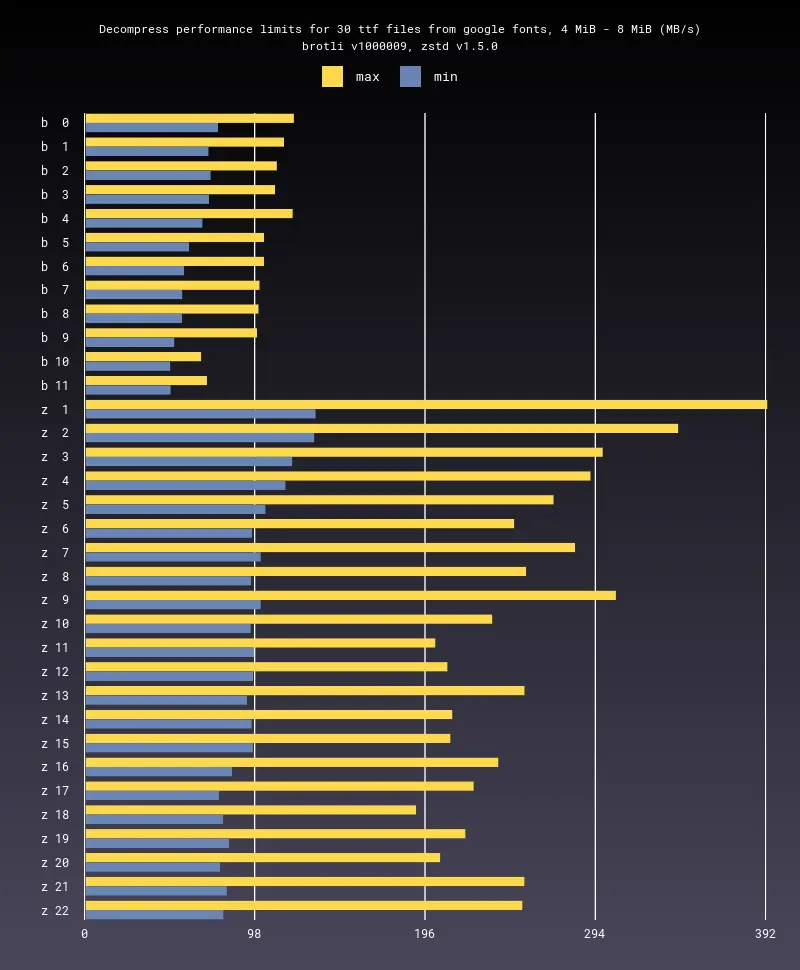 Decompress performance limits for 30 ttf files from google fonts, 4 MiB - 8 MiB (MB/s)
brotli v1000009, zstd v1.5.0
max min
b 0
b 1
b 2
b 3
b 4
b 5
b 6
b 7
b 8
b 9
b 10
b 11
z 1
z 2
z 3
z 4
z 5
z 6
z 7
z 8
z 9
z 10
z 11
z 12
z 13
z 14
z 15
z 16
z 17
z 18
z 19
z 20
z 21
z 22
0 98 196 294 392